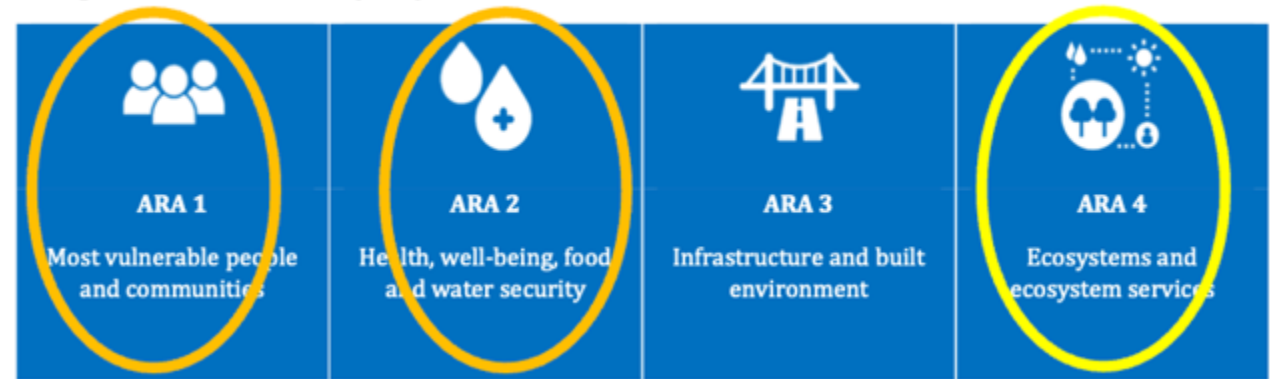 ARA 1
Most vulnerable people
and communities
ARA 2
Health, well-being, food
and water security
ARA 3
Infrastructure and built
environment
ARA 4
Ecosystems and
ecosystem services